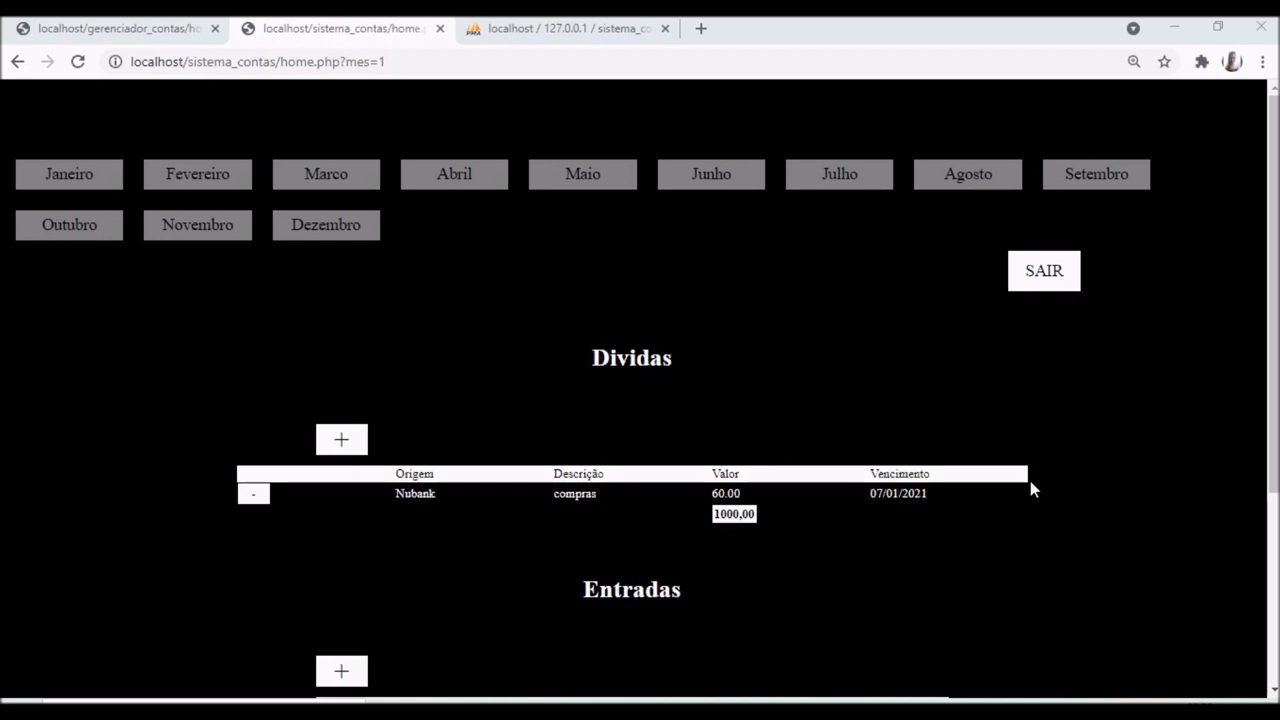 localhost/gerenciador_contas/ho
localhost/sistema_contas/home.p
localhost / 127.0.0.1 / sistema_co
localhost/sistema_contas/home.php?mes=1
Janeiro Fevereiro Marco Abril Maio Junho Julho Agosto Setembro
Outubro Novembro Dezembro
SAIR
Dividas
+
Origem Descrição Valor Vencimento
- Nubank compras 60.00 07/01/2021
1000,00
Entradas
+